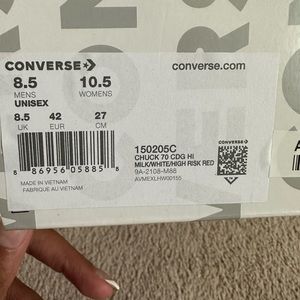 CONVERSE
converse.com
8.5 10.5
MENS WOMENS
UNISEX
8.5 42 27
UK EUR CM
8 86956 05885
MADE IN VIETNAM
FABRIQUE AU VIETNAM
150205C
CHUCK 70 CDG HI
MILK/WHITE/HIGH RISK RED
9A-2108-M88
AVMEXLHW00155
CONVERSE